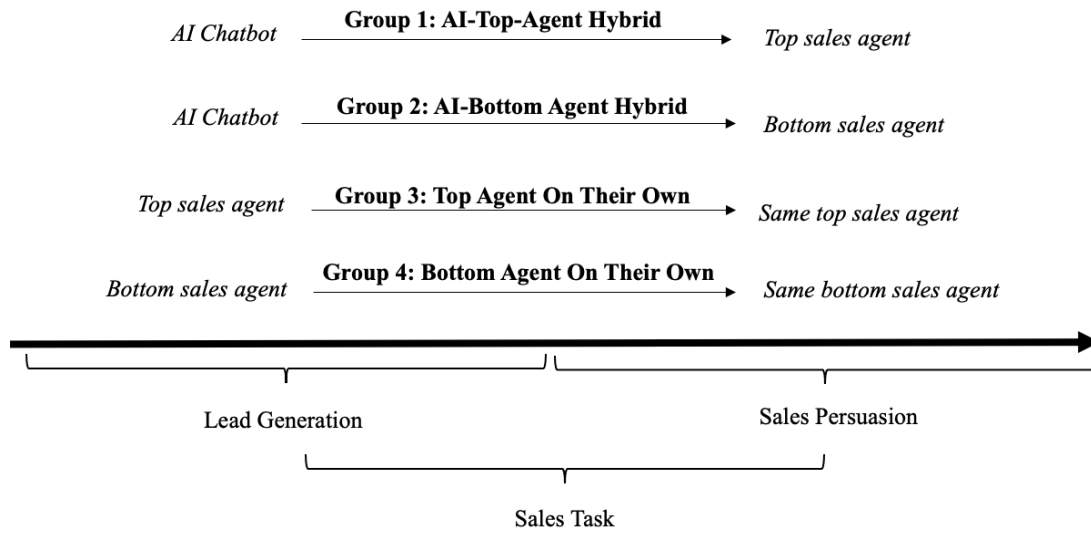 AI Chatbot Group 1: AI-Top-Agent Hybrid Top sales agent
AI Chatbot Group 2: AI-Bottom Agent Hybrid Bottom sales agent
Top sales agent Group 3: Top Agent On Their Own Same top sales agent
Bottom sales agent Group 4: Bottom Agent On Their Own Same bottom sales agent
Lead Generation Sales Persuasion
Sales Task